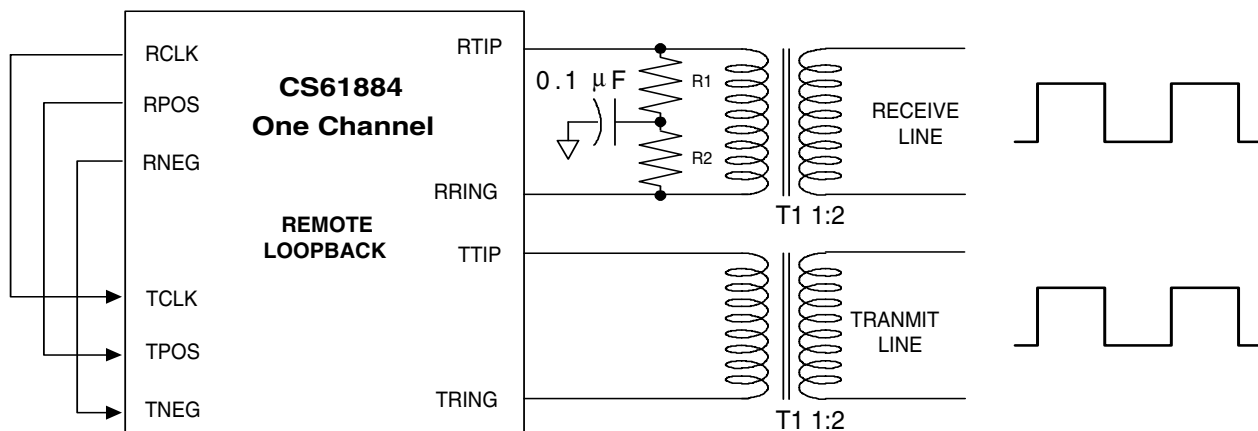 RCLK
RPOS
RNEG
TCLK
TPOS
TNEG
CS61884
One Channel
REMOTE
LOOPBACK
RTIP
RRING
TTIP
TRING
0.1 μF
R1
R2
RECEIVE
LINE
T1 1:2
TRANMIT
LINE
T1 1:2